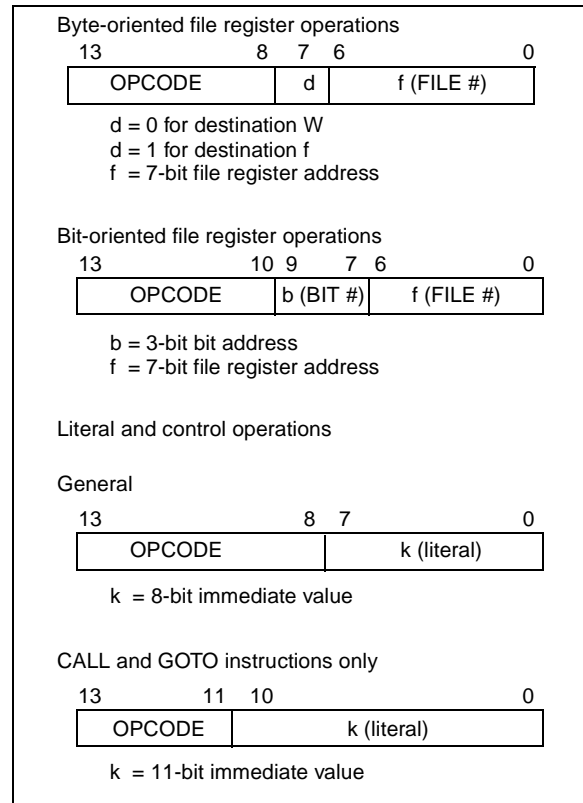 Byte-oriented file register operations
13 8 7 6 0
OPCODE d f (FILE #)
d = 0 for destination W
d = 1 for destination f
f = 7-bit file register address
Bit-oriented file register operations
13 10 9 7 6 0
OPCODE b (BIT #) f (FILE #)
b = 3-bit bit address
f = 7-bit file register address
Literal and control operations
General
13 8 7 0
OPCODE k (literal)
k = 8-bit immediate value
CALL and GOTO instructions only
13 11 10 0
OPCODE k (literal)
k = 11-bit immediate value